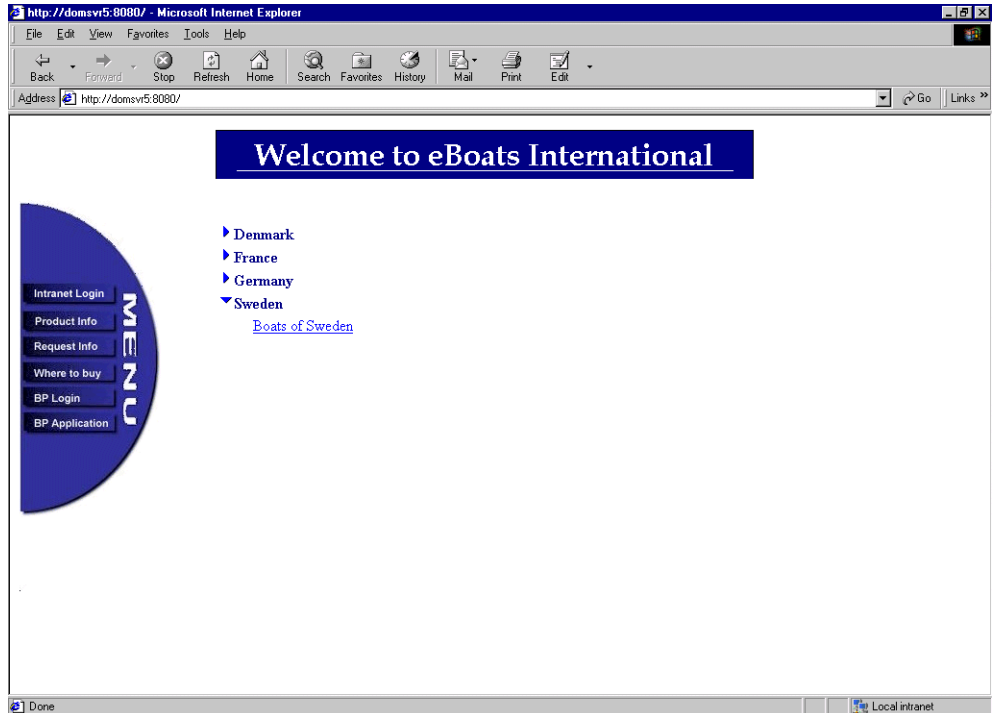 http://domsvr5:8080/ - Microsoft Internet Explorer
File Edit View Favorites Tools Help
Back Forward Stop Refresh Home Search Favorites History Mail Print Edit
Address http://domsvr5:8080/ Go Links »
Welcome to eBoats International
Denmark
France
Germany
Sweden
Boats of Sweden
MENU
Intranet Login
Product Info
Request Info
Where to buy
BP Login
BP Application
Done Local intranet